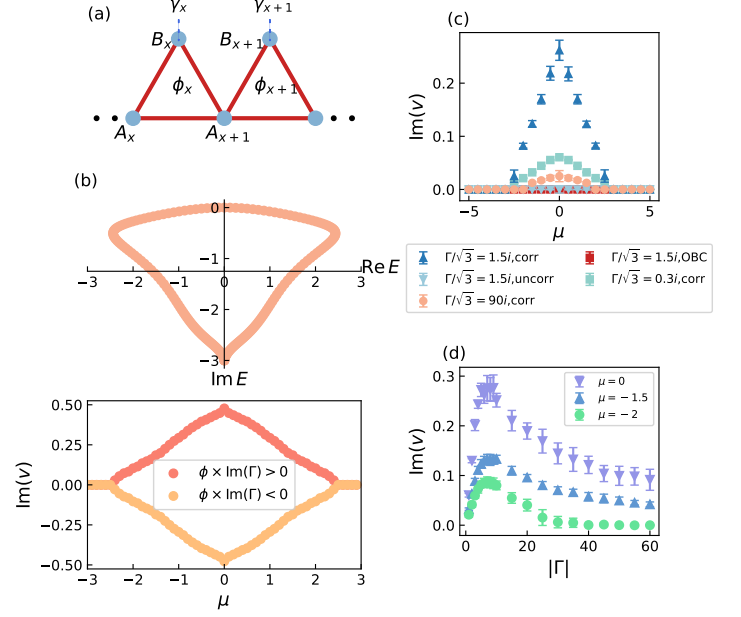 (a)
γx γx+1
Bx Bx+1
ϕx ϕx+1
Ax Ax+1
(b)
0
−1
−3 −2 −1 0 1 2 3 Re E
−2
−3
Im E
0.50
0.25
0.00
−0.25
−0.50
Im(v)
ϕ × Im(Γ) > 0
ϕ × Im(Γ) < 0
−3 −2 −1 0 1 2 3
μ
(c)
0.2
0.1
0.0
Im(v)
−5 0 5
μ
Γ/√3 = 1.5i,corr
Γ/√3 = 1.5i,uncorr
Γ/√3 = 90i,corr
Γ/√3 = 1.5i,OBC
Γ/√3 = 0.3i,corr
(d)
0.3
0.2
0.1
0.0
Im(v)
μ = 0
μ = −1.5
μ = −2
0 20 40 60
|Γ|